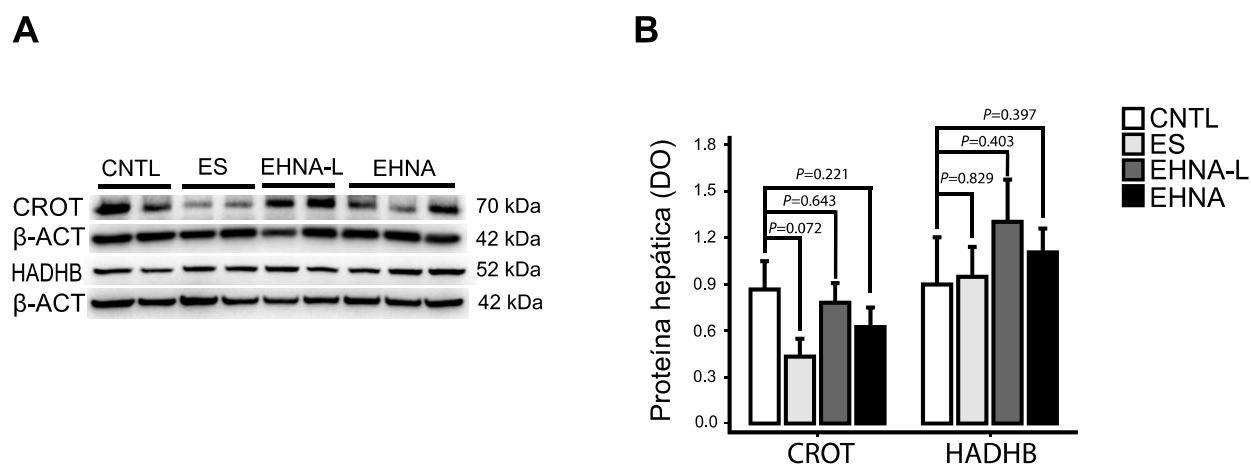 A
CNTL ES EHNA-L EHNA
CROT 70 kDa
β-ACT 42 kDa
HADHB 52 kDa
β-ACT 42 kDa
B
CNTL
ES
EHNA-L
EHNA
Proteína hepática (DO)
1.8
1.5
1.2
0.9
0.6
0.3
0.0
P=0.221
P=0.643
P=0.072
P=0.397
P=0.403
P=0.829
CROT HADHB